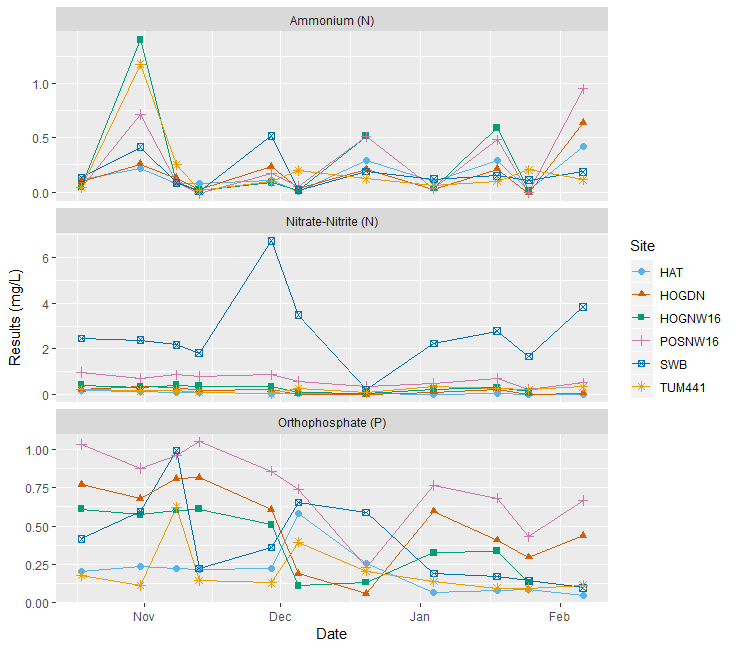 Ammonium (N)
1.0
0.5
0.0
Nitrate-Nitrite (N)
6
4
2
0
Orthophosphate (P)
1.00
0.75
0.50
0.25
0.00
Nov
Dec
Jan
Feb
Date
Results (mg/L)
Site
HAT
HOGDN
HOGNW16
POSNW16
SWB
TUM441